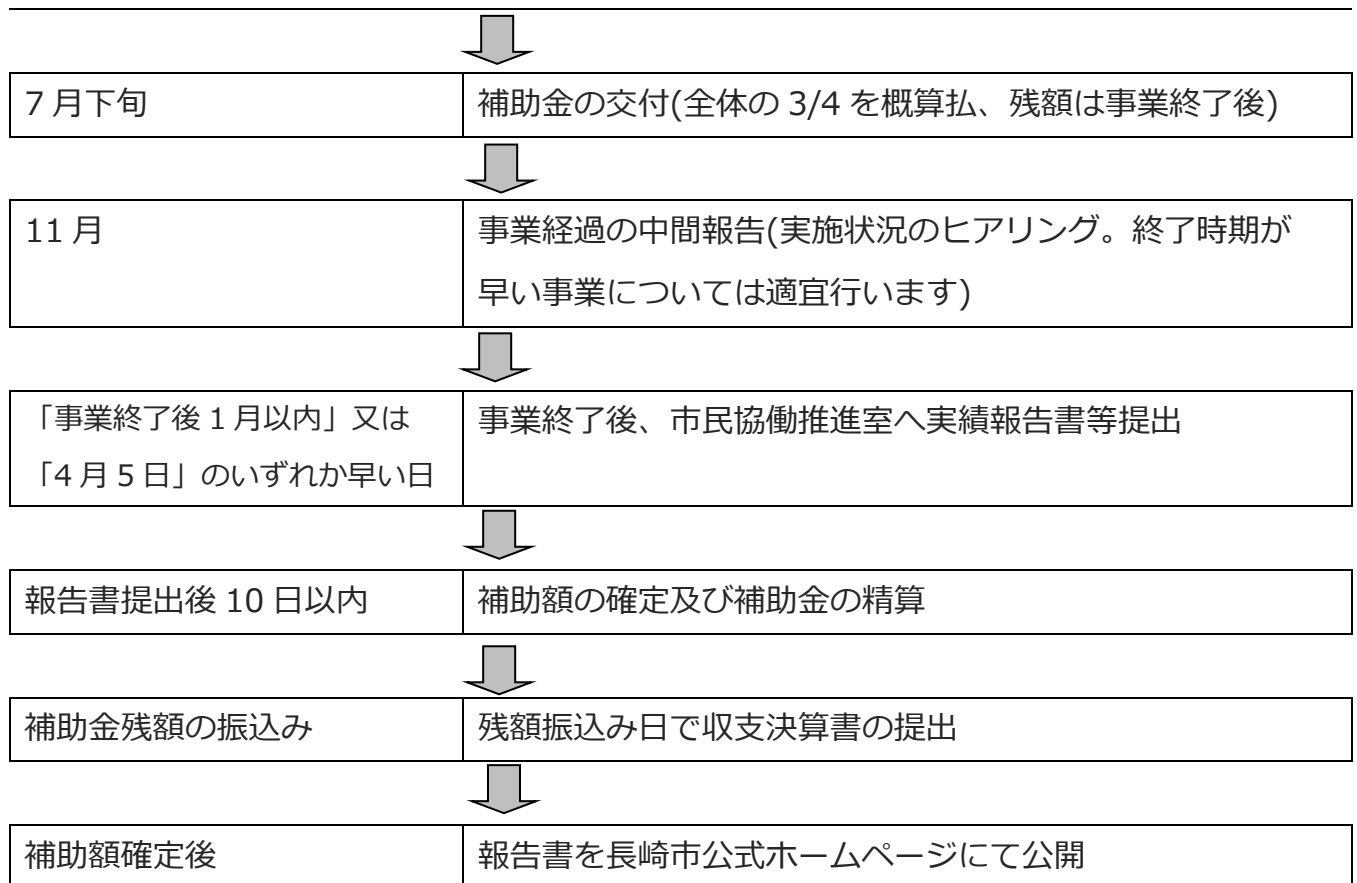 7月下旬
補助金の交付(全体の 3/4 を概算払、残額は事業終了後)
11月
事業経過の中間報告(実施状況のヒアリング。終了時期が
早い事業については適宜行います)
「事業終了後 1 月以内」又は
「4 月 5 日」のいずれか早い日
事業終了後、市民協働推進室へ実績報告書等提出
報告書提出後 10 日以内
補助額の確定及び補助金の精算
補助金残額の振込み
残額振込み日で収支決算書の提出
補助額確定後
報告書を長崎市公式ホームページにて公開